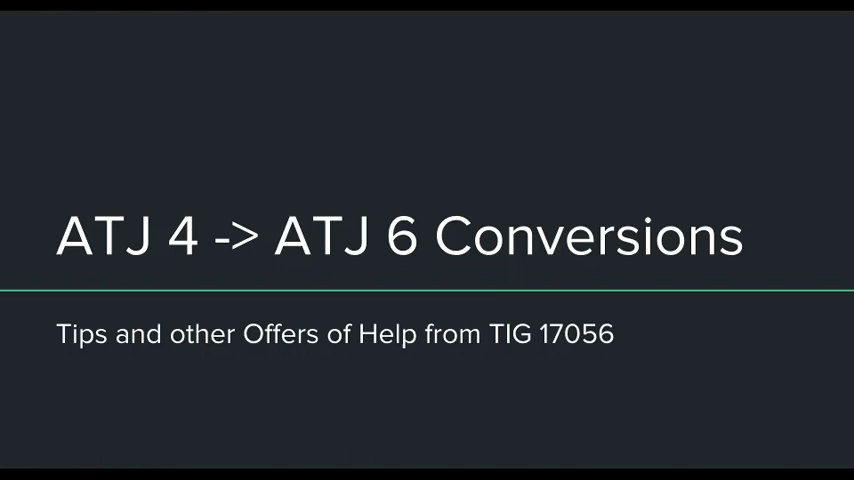 ATJ 4 -> ATJ 6 Conversions
Tips and other Offers of Help from TIG 17056